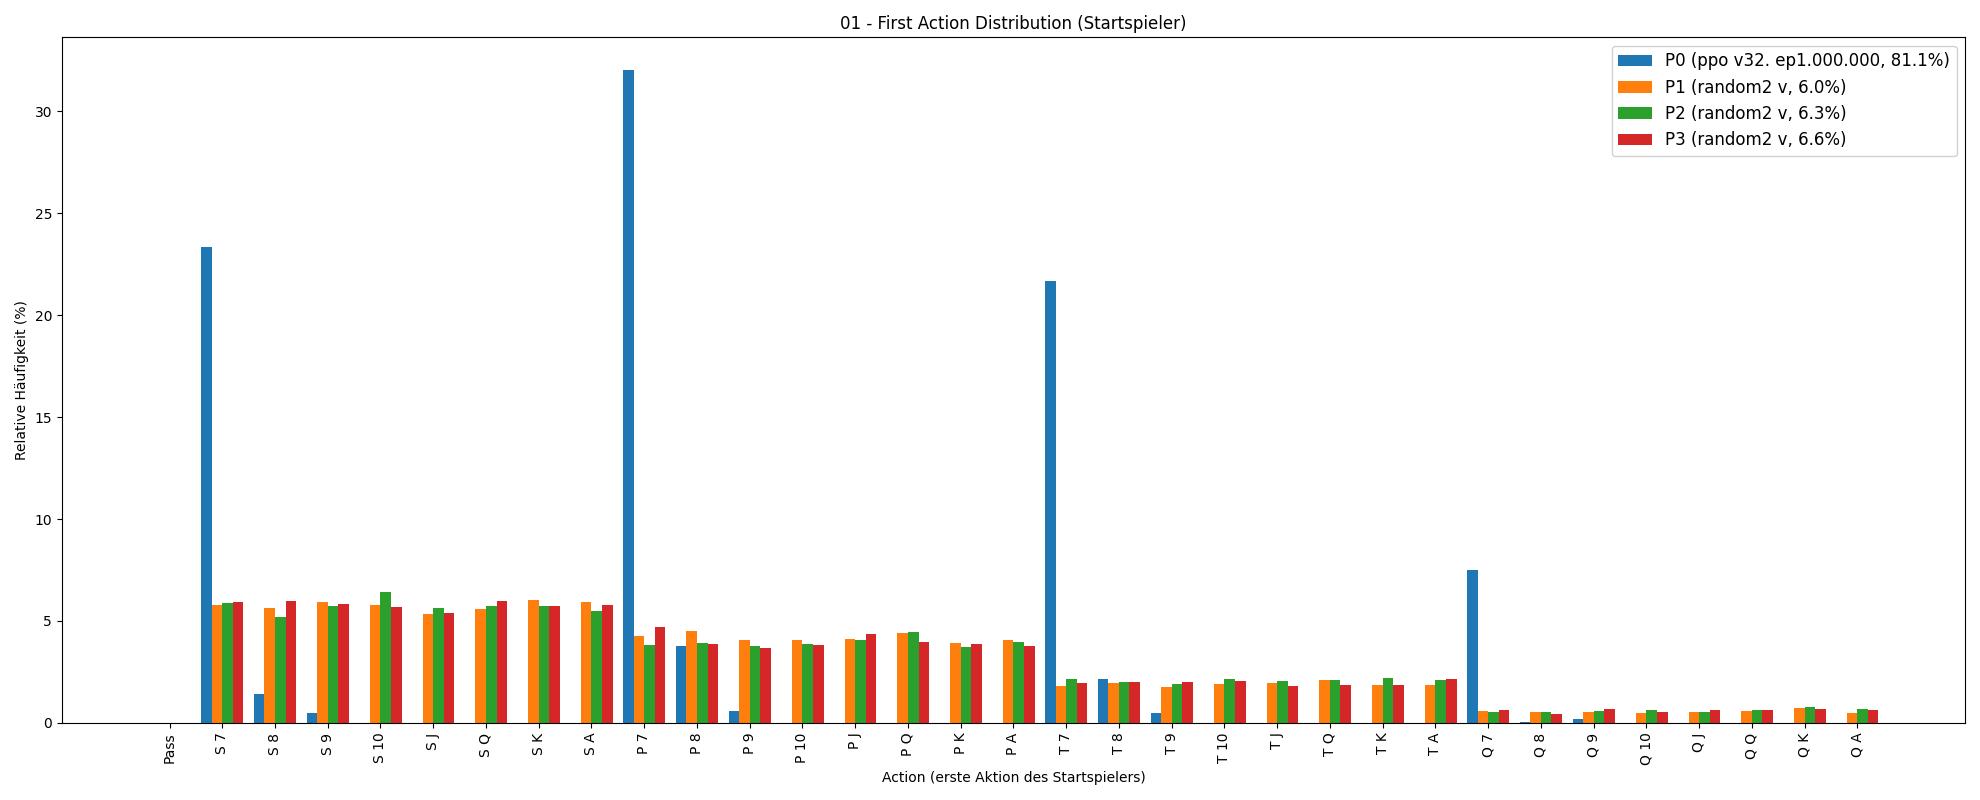 01 - First Action Distribution (Startspieler)
P0 (ppo v32. ep1.000.000, 81.1%)
P1 (random2 v, 6.0%)
P2 (random2 v, 6.3%)
P3 (random2 v, 6.6%)
Relative Häufigkeit (%)
30
25
20
15
10
5
0
Pass
S 7
S 8
S 9
S 10
S J
S Q
S K
S A
P 7
P 8
P 9
P 10
P J
P Q
P K
P A
T 7
T 8
T 9
T 10
T J
T Q
T K
T A
Q 7
Q 8
Q 9
Q 10
Q J
Q Q
Q K
Q A
Action (erste Aktion des Startspielers)